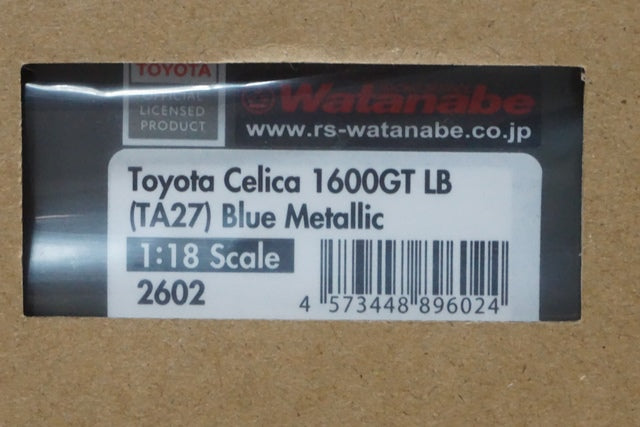 TOYOTA
OFFICIAL
LICENSED
PRODUCT
Watanabe
www.rs-watanabe.co.jp
Toyota Celica 1600GT LB
(TA27) Blue Metallic
1:18 Scale
2602
4 573448 896024